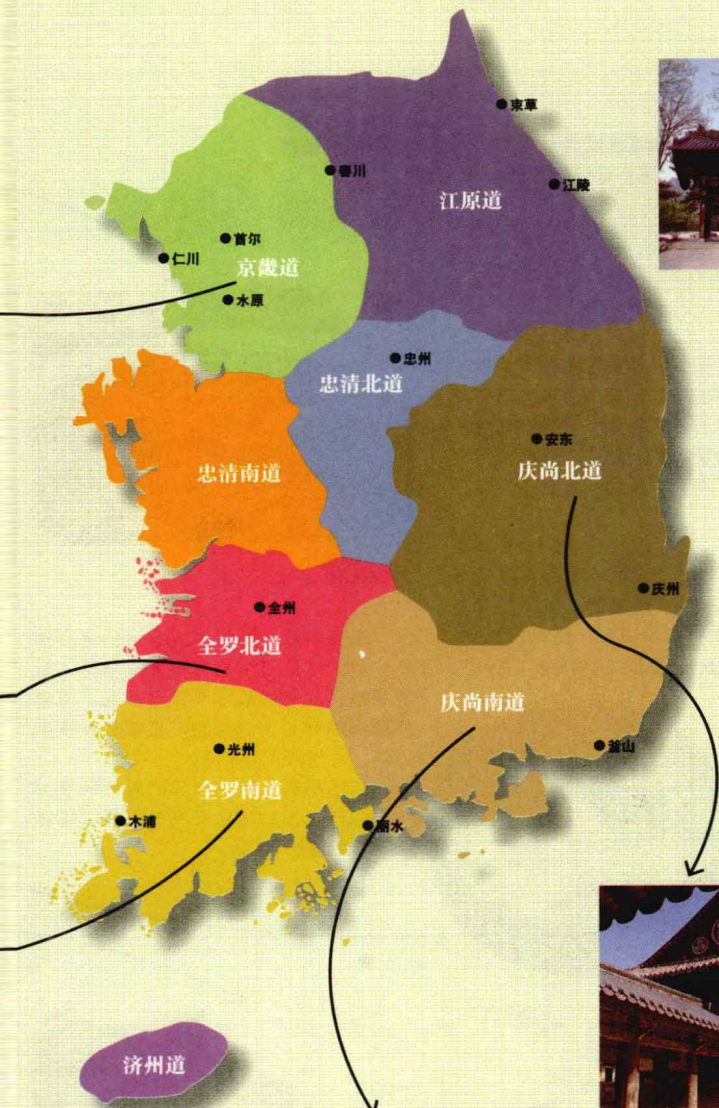 束草
春川
江原道
江陵
首尔
仁川
京畿道
水原
忠州
忠清北道
安东
忠清南道
庆尚北道
庆州
全州
全罗北道
庆尚南道
釜山
光州
全罗南道
木浦
丽水
济州道